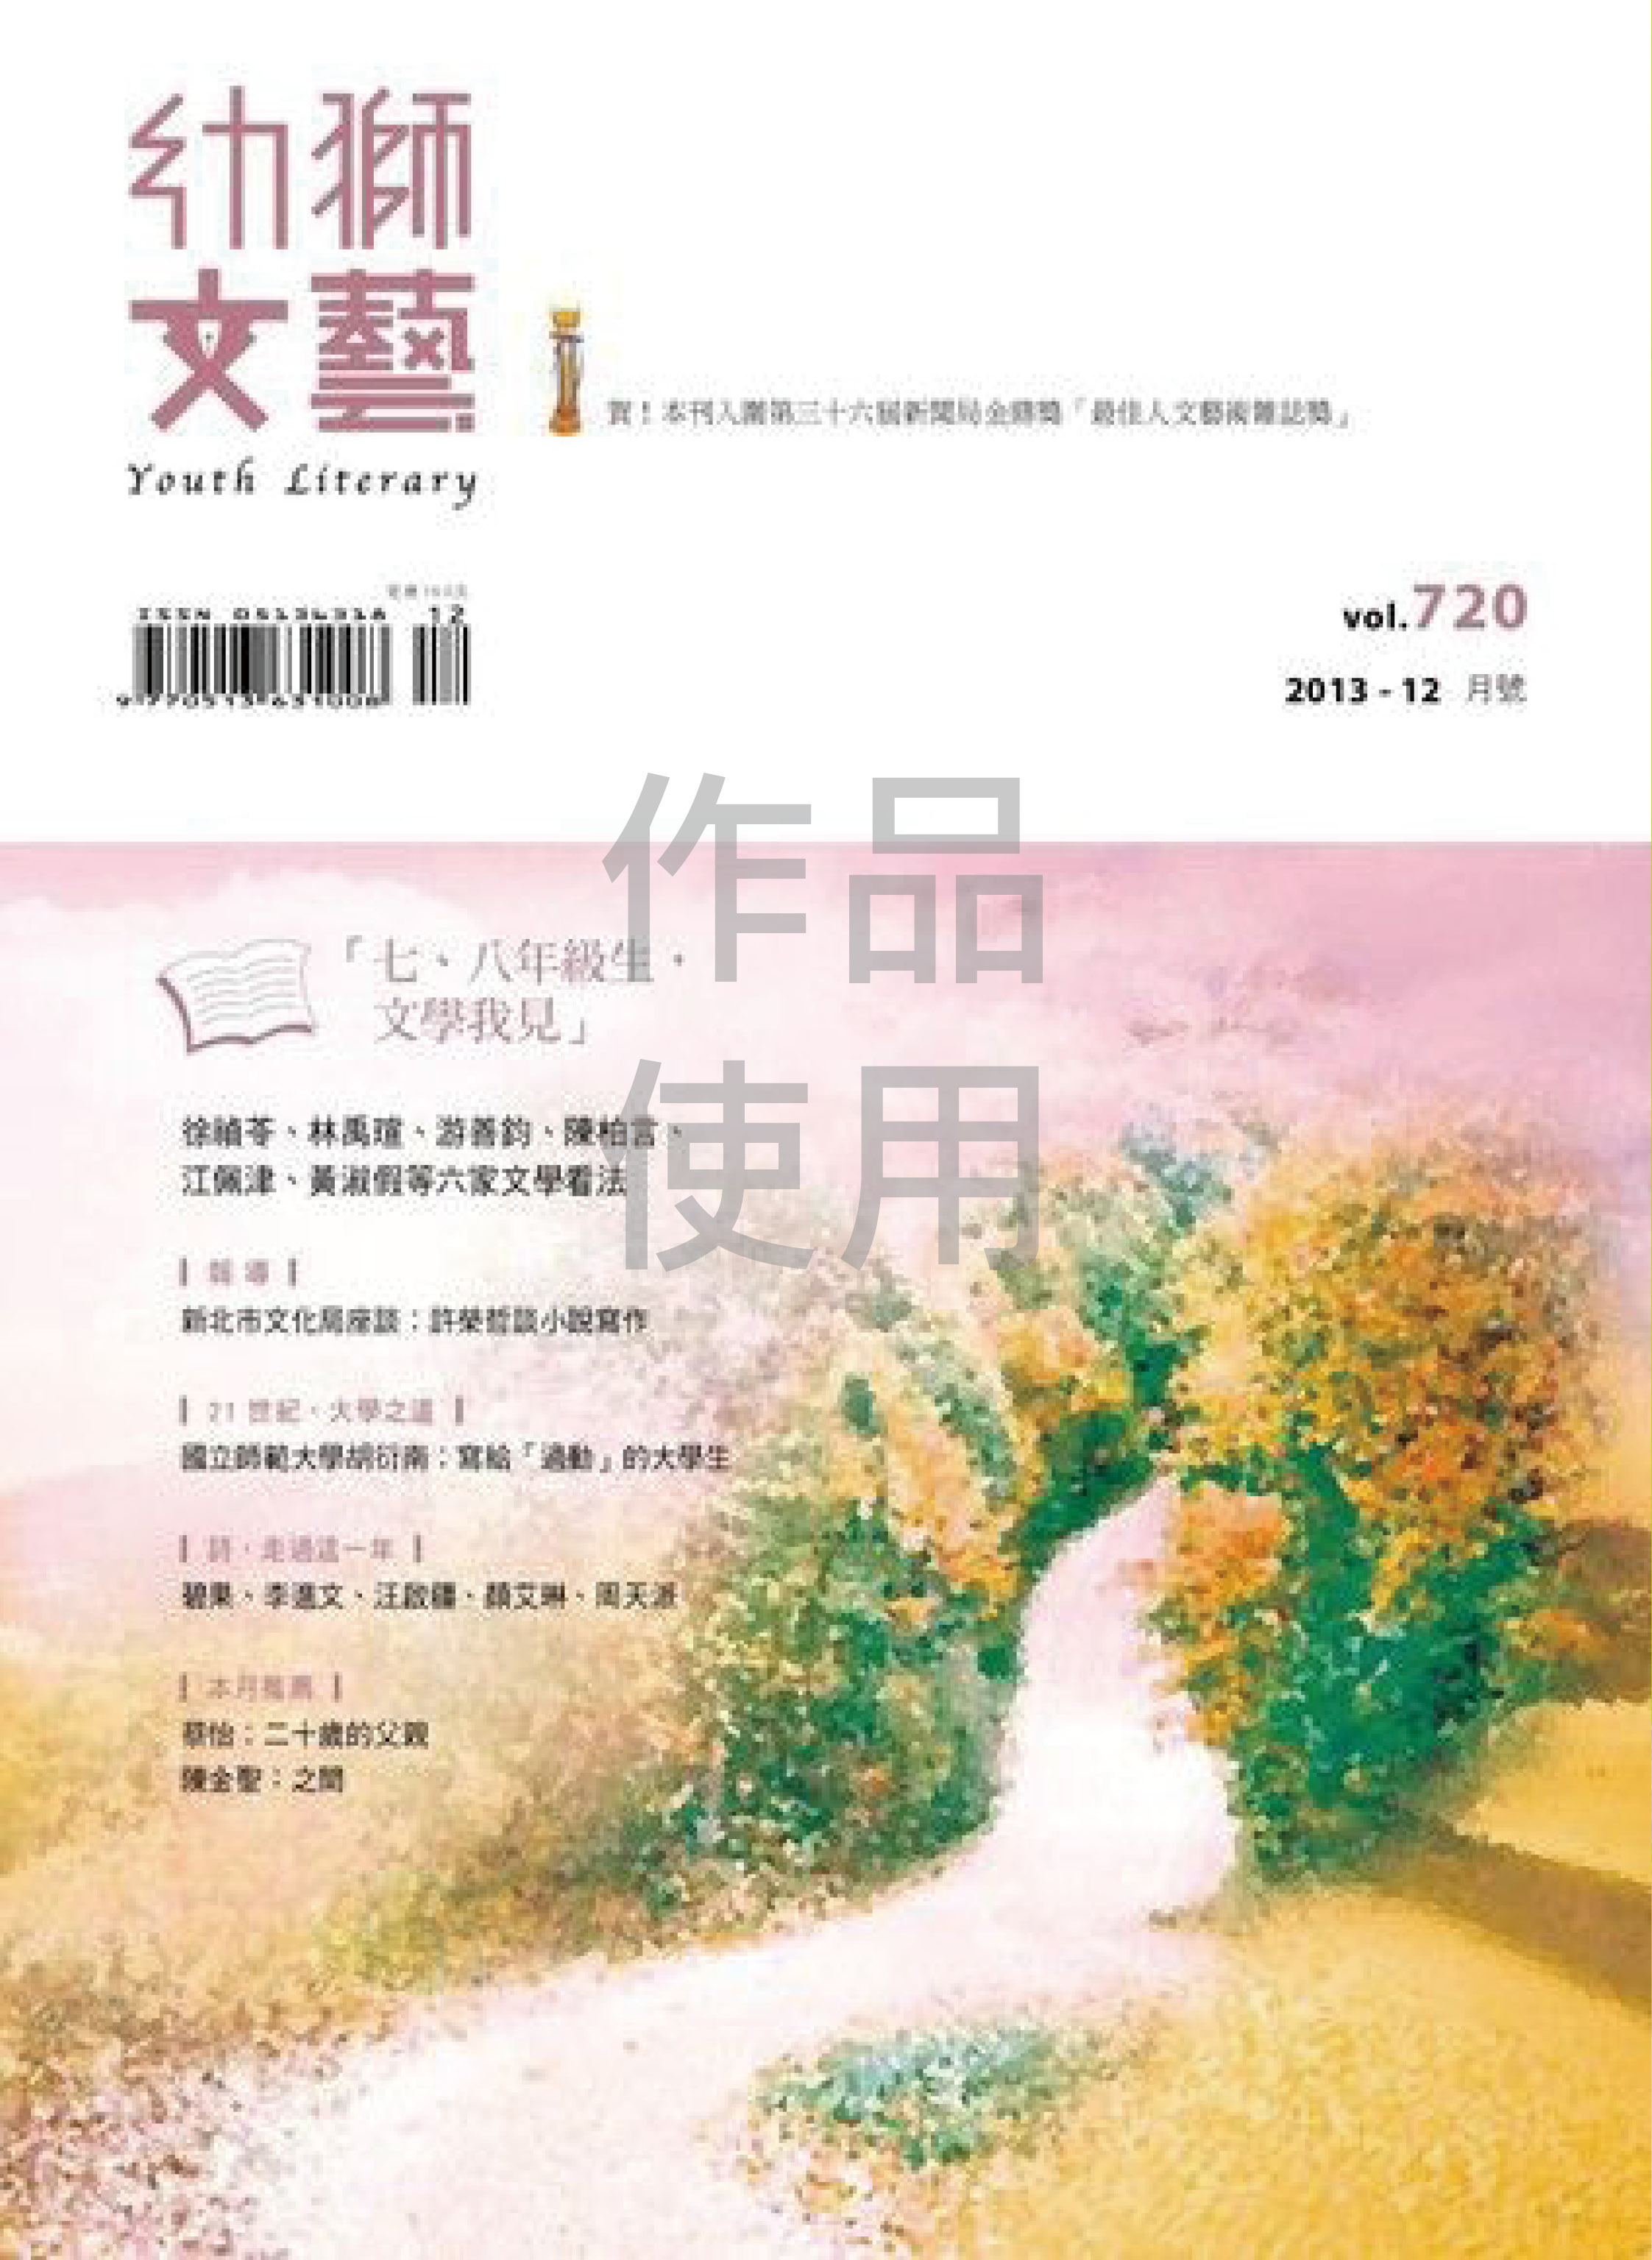 幼獅
文藝
Youth Literary
賀！本刊入圍第三十六屆新聞局金鼎獎「最佳人文藝術雜誌獎」
12
vol.720
2013 - 12 月號
作品
使用
「七、八年級生，
文學我見」
徐禎苓、林禹瑄、游善鈞、陳柏言、
江佩津、黃淑假等六家文學看法
報導
新北市文化局座談：許榮哲談小說寫作
21 世紀，大學之道
國立師範大學胡衍南：寫給「過動」的大學生
詩，走過這一年
碧果、李進文、汪啟疆、顏艾琳、周天派
本月推薦
蔡怡：二十歲的父親
陳金聖：之間